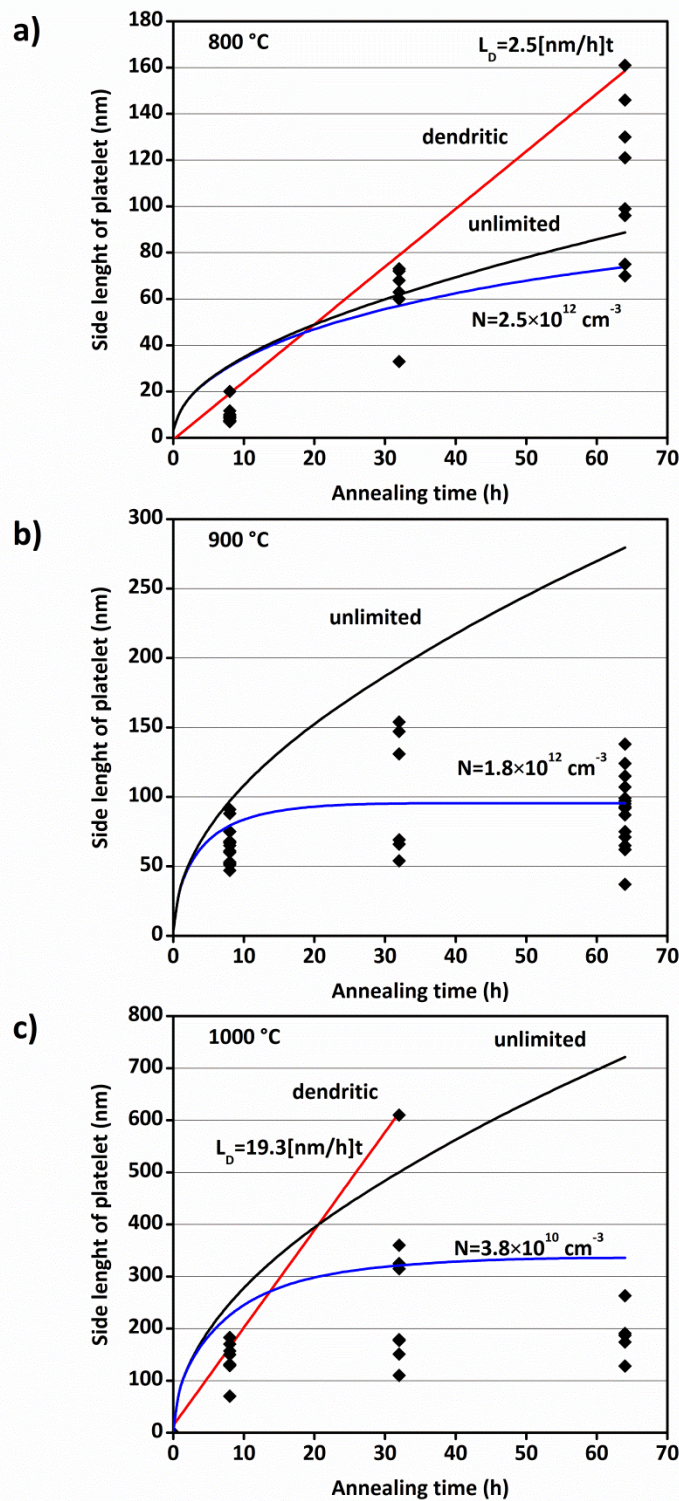 a)
800 °C
L_D=2.5[nm/h]t
dendritic
unlimited
N=2.5×10^12 cm^-3
Side lenght of platelet (nm)
180
160
140
120
100
80
60
40
20
0
0 10 20 30 40 50 60 70
Annealing time (h)
b)
900 °C
unlimited
N=1.8×10^12 cm^-3
Side lenght of platelet (nm)
300
250
200
150
100
50
0
0 10 20 30 40 50 60 70
Annealing time (h)
c)
1000 °C
unlimited
dendritic
L_D=19.3[nm/h]t
N=3.8×10^10 cm^-3
Side lenght of platelet (nm)
800
700
600
500
400
300
200
100
0
0 10 20 30 40 50 60 70
Annealing time (h)